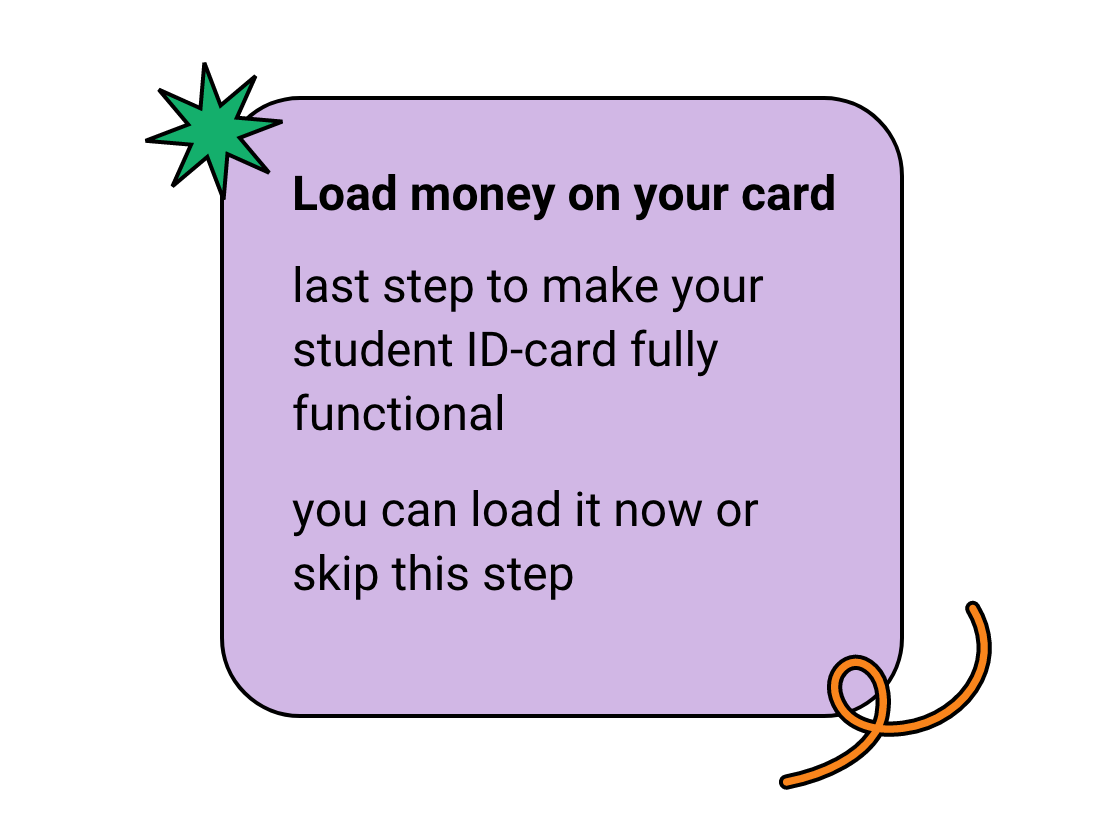 Load money on your card
last step to make your
student ID-card fully
functional
you can load it now or
skip this step